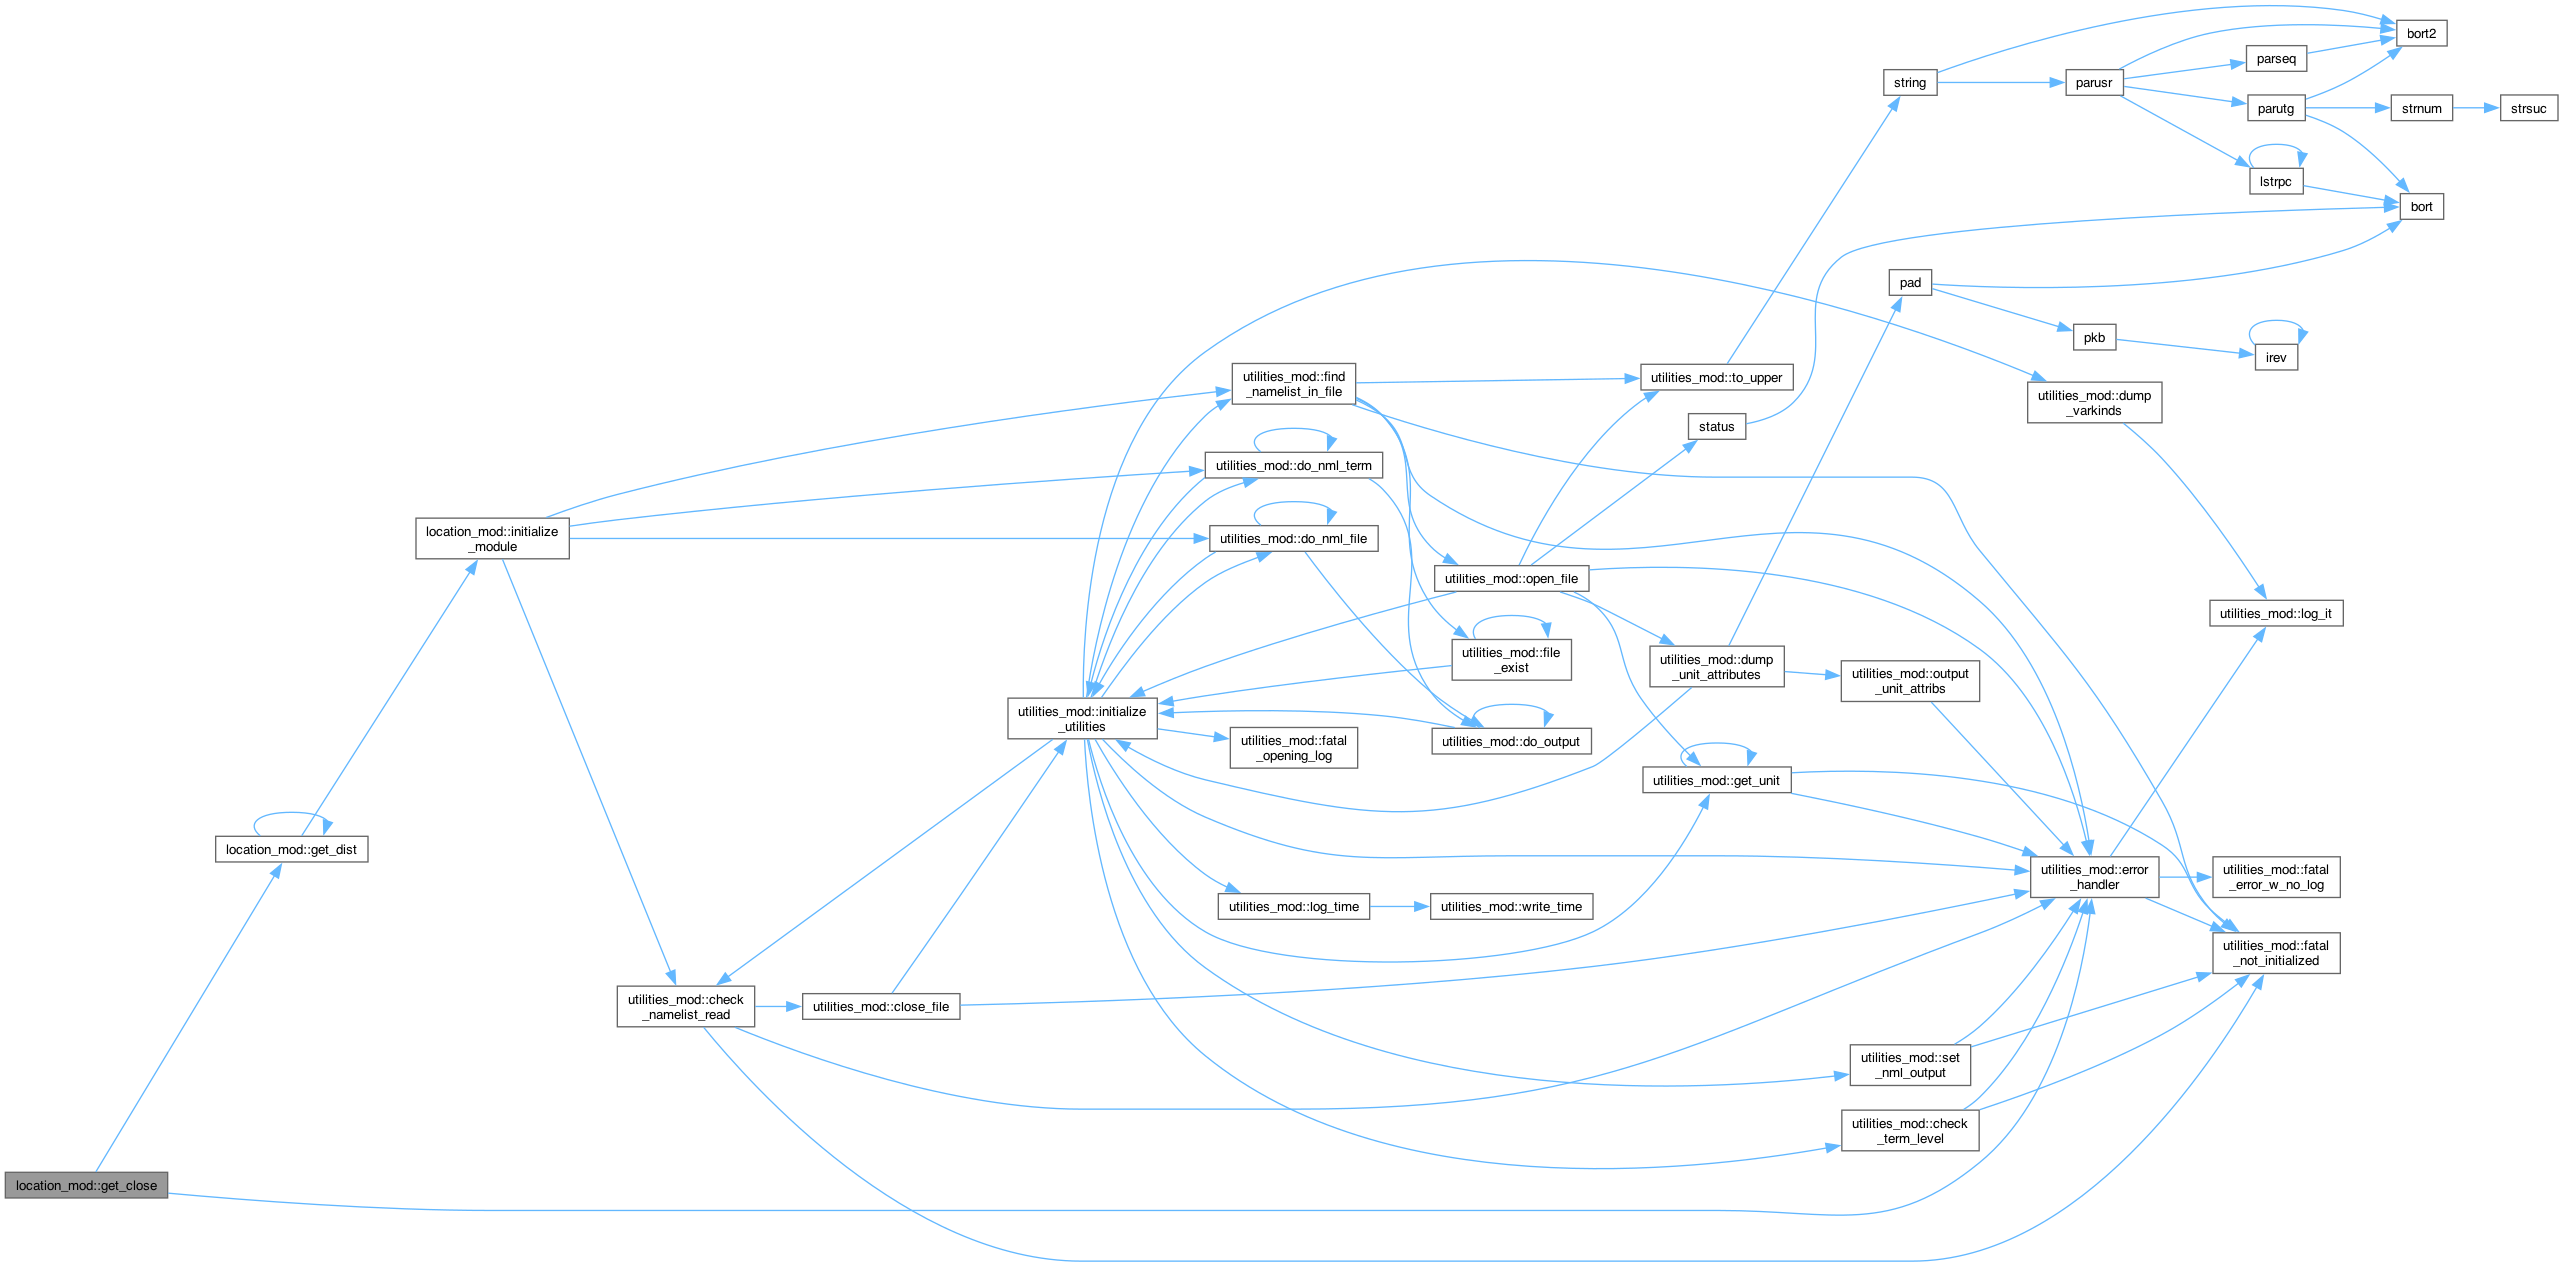 location_mod::get_close
location_mod::get_dist
location_mod::initialize
_module
utilities_mod::check
_namelist_read
utilities_mod::close_file
utilities_mod::initialize
_utilities
utilities_mod::find
_namelist_in_file
utilities_mod::do_nml_term
utilities_mod::do_nml_file
utilities_mod::fatal
_opening_log
utilities_mod::log_time
utilities_mod::open_file
utilities_mod::file
_exist
utilities_mod::do_output
utilities_mod::write_time
utilities_mod::to_upper
status
utilities_mod::dump
_unit_attributes
utilities_mod::get_unit
string
pad
utilities_mod::output
_unit_attribs
utilities_mod::set
_nml_output
utilities_mod::check
_term_level
parusr
pkb
utilities_mod::dump
_varkinds
utilities_mod::error
_handler
parseq
parutg
lstrpc
irev
utilities_mod::log_it
utilities_mod::fatal
_error_w_no_log
utilities_mod::fatal
_not_initialized
bort2
strnum
bort
strsuc